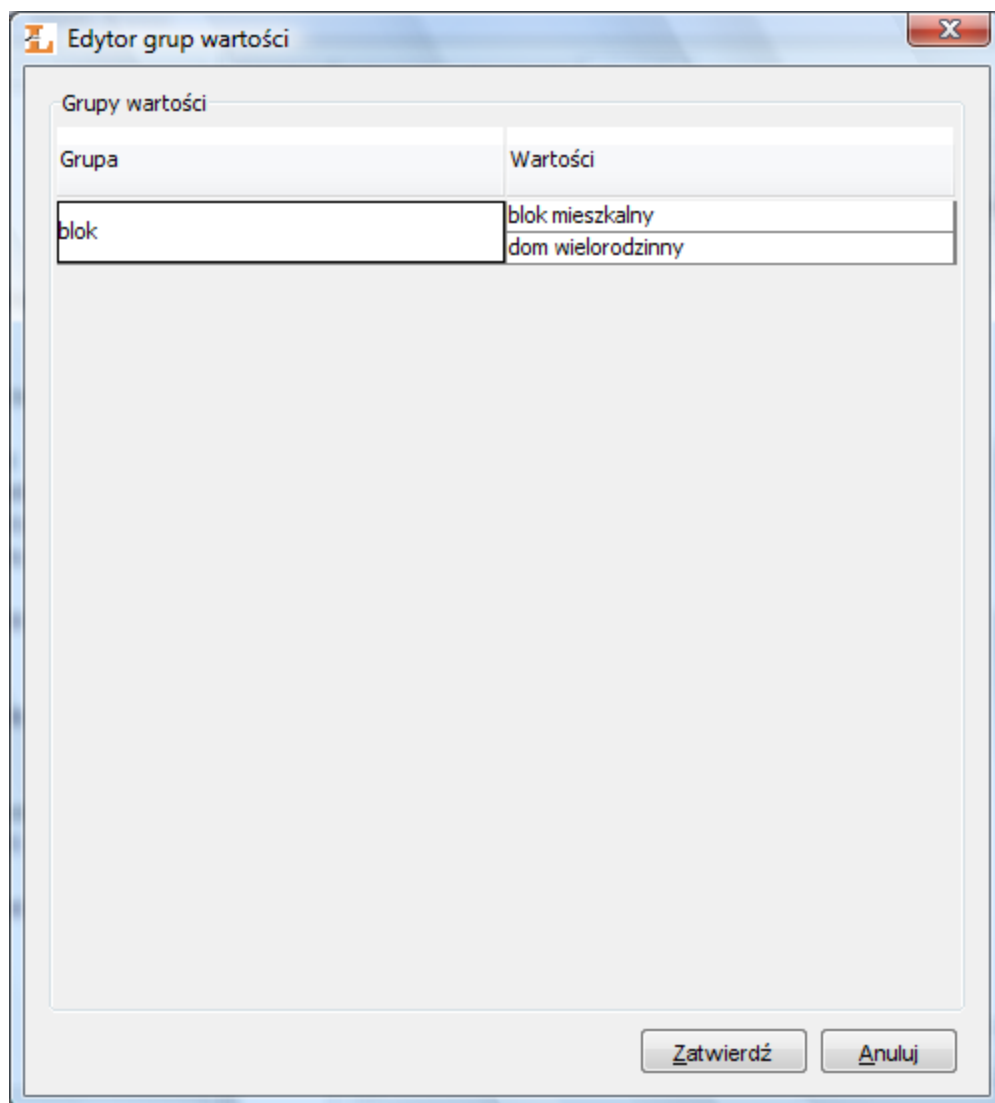 Edytor grup wartości
Grupy wartości
Grupa Wartości
blok mieszkalny
blok
dom wielorodzinny
Zatwierdź Anuluj